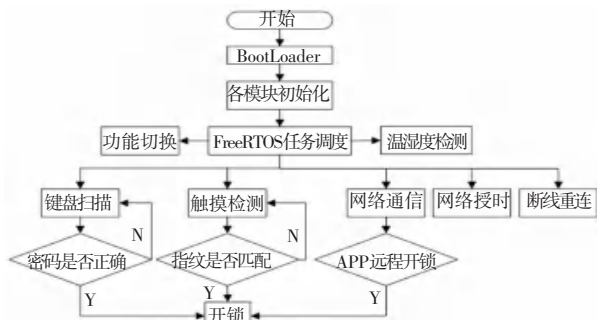 开始
BootLoader
各模块初始化
功能切换
FreeRTOS任务调度
温湿度检测
键盘扫描
触摸检测
网络通信
网络授时
断线重连
N
N
密码是否正确
指纹是否匹配
APP远程开锁
Y
Y
Y
开锁